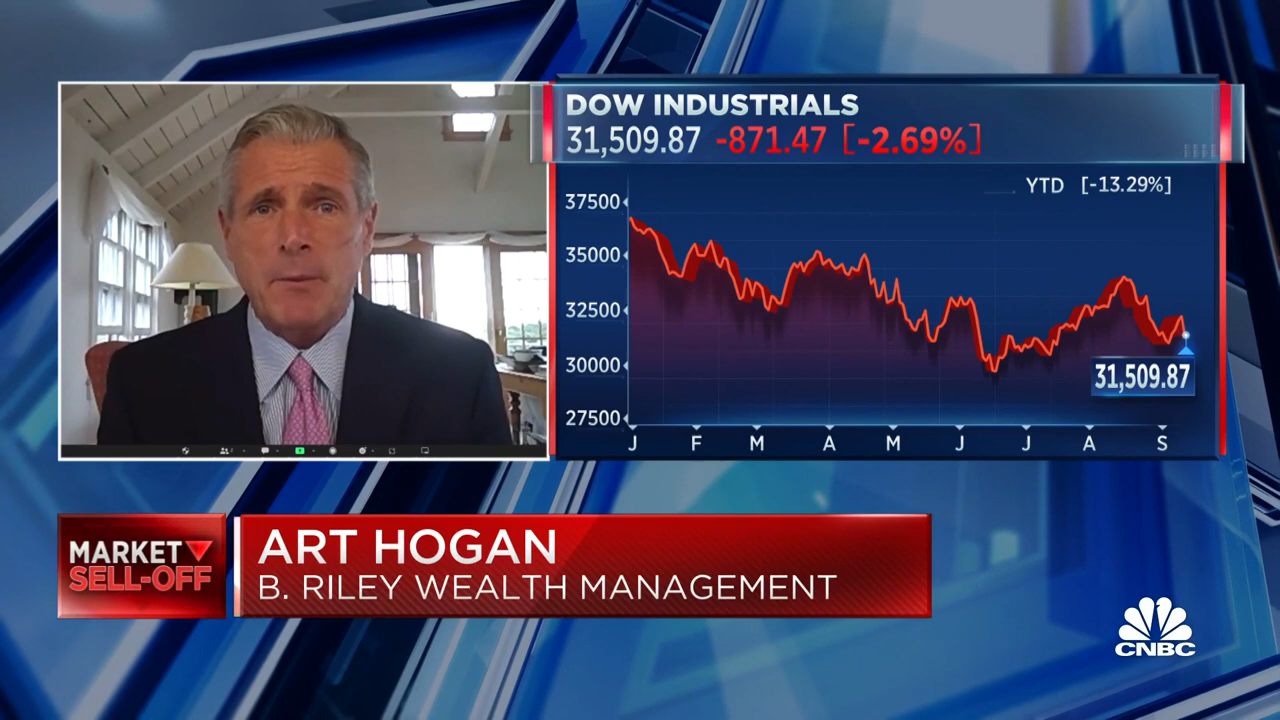 DOW INDUSTRIALS
31,509.87 -871.47 [-2.69%]
YTD [-13.29%]
37500
35000
32500
30000
27500
31,509.87
J F M A M J J A S
MARKET
SELL-OFF
ART HOGAN
B. RILEY WEALTH MANAGEMENT
CNBC